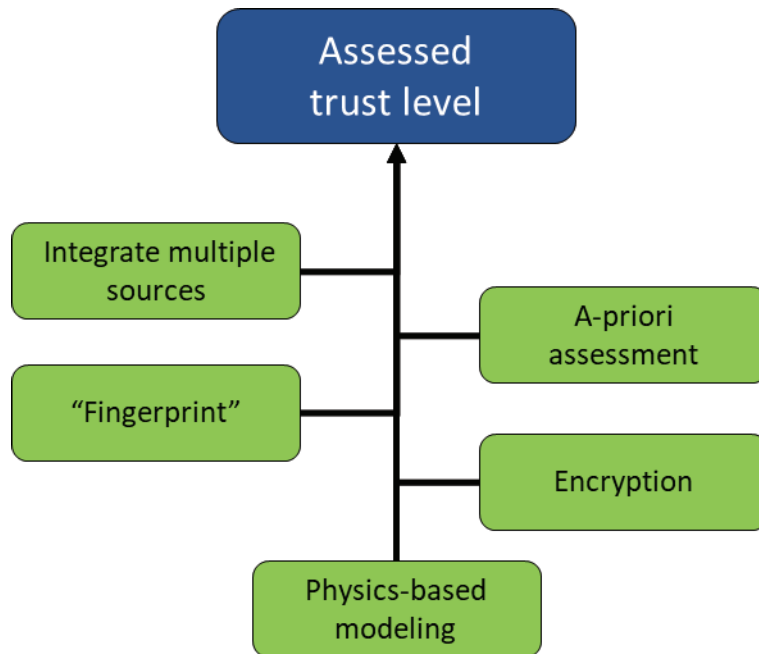 Assessed
trust level
Integrate multiple
sources
A-priori
assessment
“Fingerprint”
Encryption
Physics-based
modeling